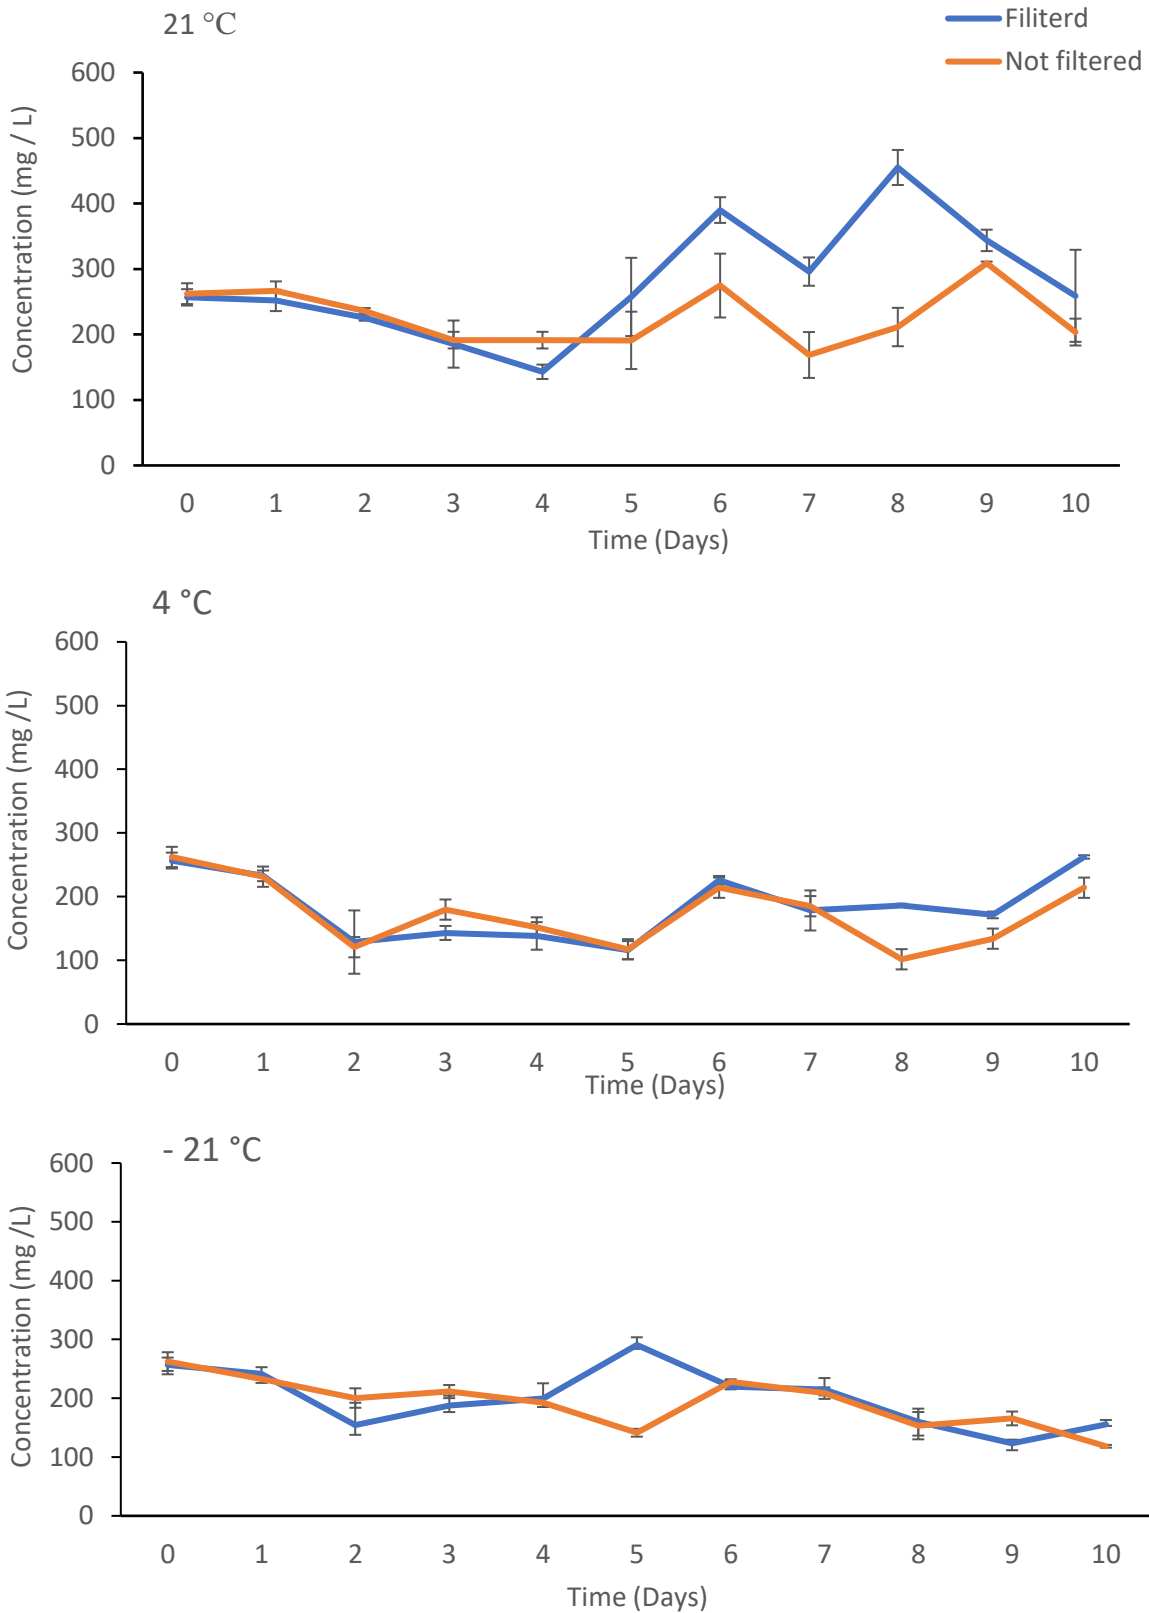 21 °C
Filiterd
Not filtered
600
500
400
300
200
100
0
Concentration (mg / L)
0 1 2 3 4 5 6 7 8 9 10
Time (Days)
4 °C
600
500
400
300
200
100
0
Concentration (mg /L)
0 1 2 3 4 5 6 7 8 9 10
Time (Days)
- 21 °C
600
500
400
300
200
100
0
Concentration (mg /L)
0 1 2 3 4 5 6 7 8 9 10
Time (Days)